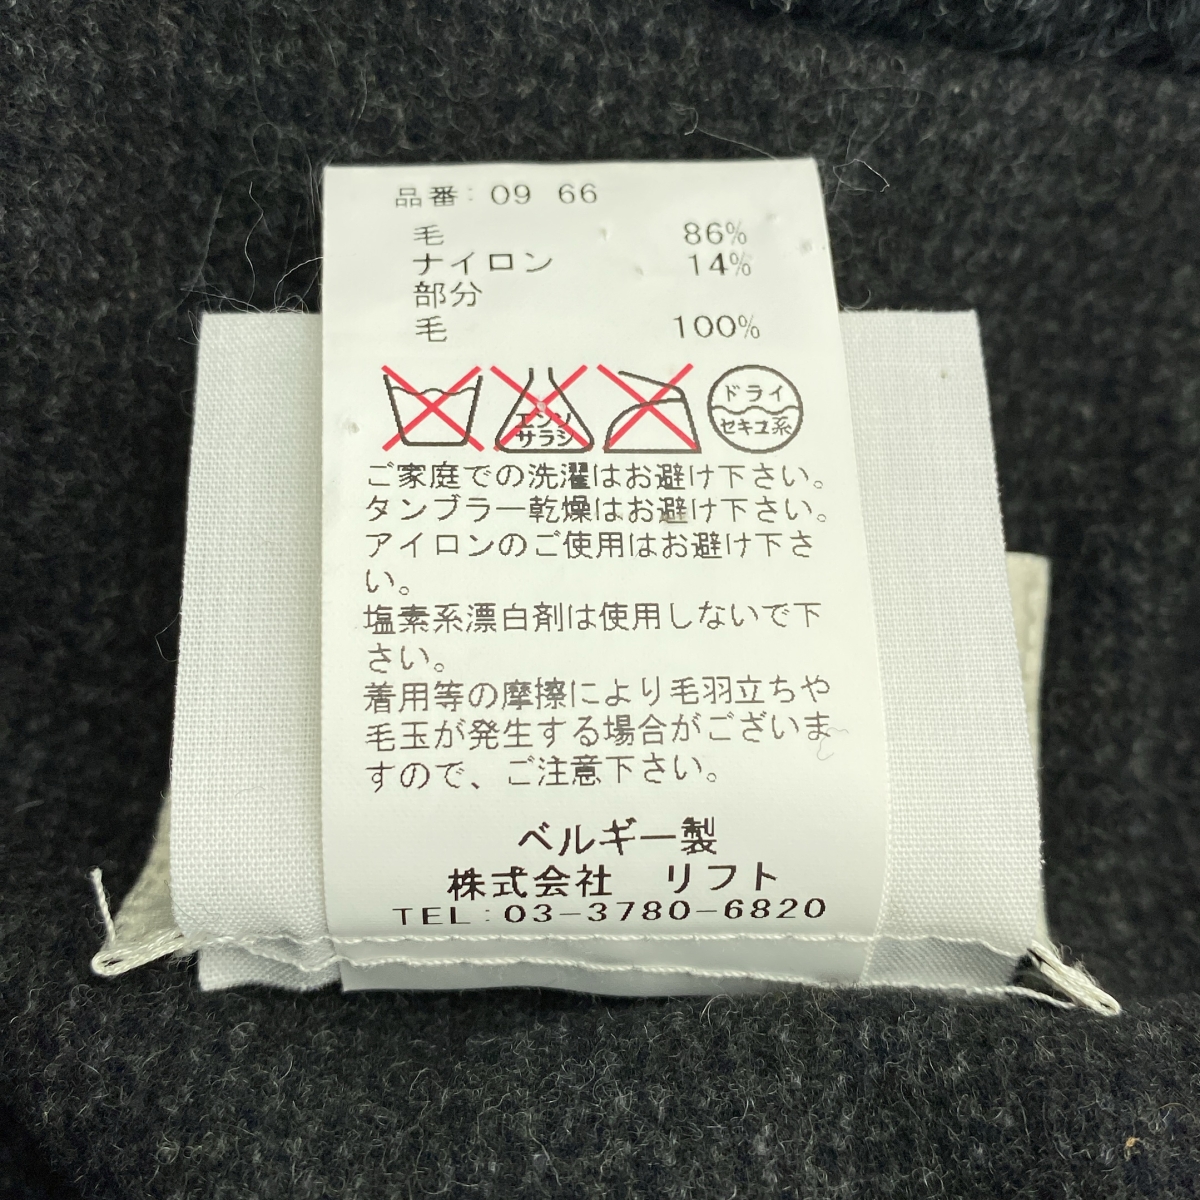 品番：09 66
毛 86%
ナイロン 14%
部分
毛 100%
エンソ
サラシ
ドライ
セキユ系
ご家庭での洗濯はお避け下さい。
タンブラー乾燥はお避け下さい。
アイロンのご使用はお避け下さ
い。
塩素系漂白剤は使用しないで下
さい。
着用等の摩擦により毛羽立ちや
毛玉が発生する場合がございま
すので、ご注意下さい。
ベルギー製
株式会社 リフト
TEL：03-3780-6820